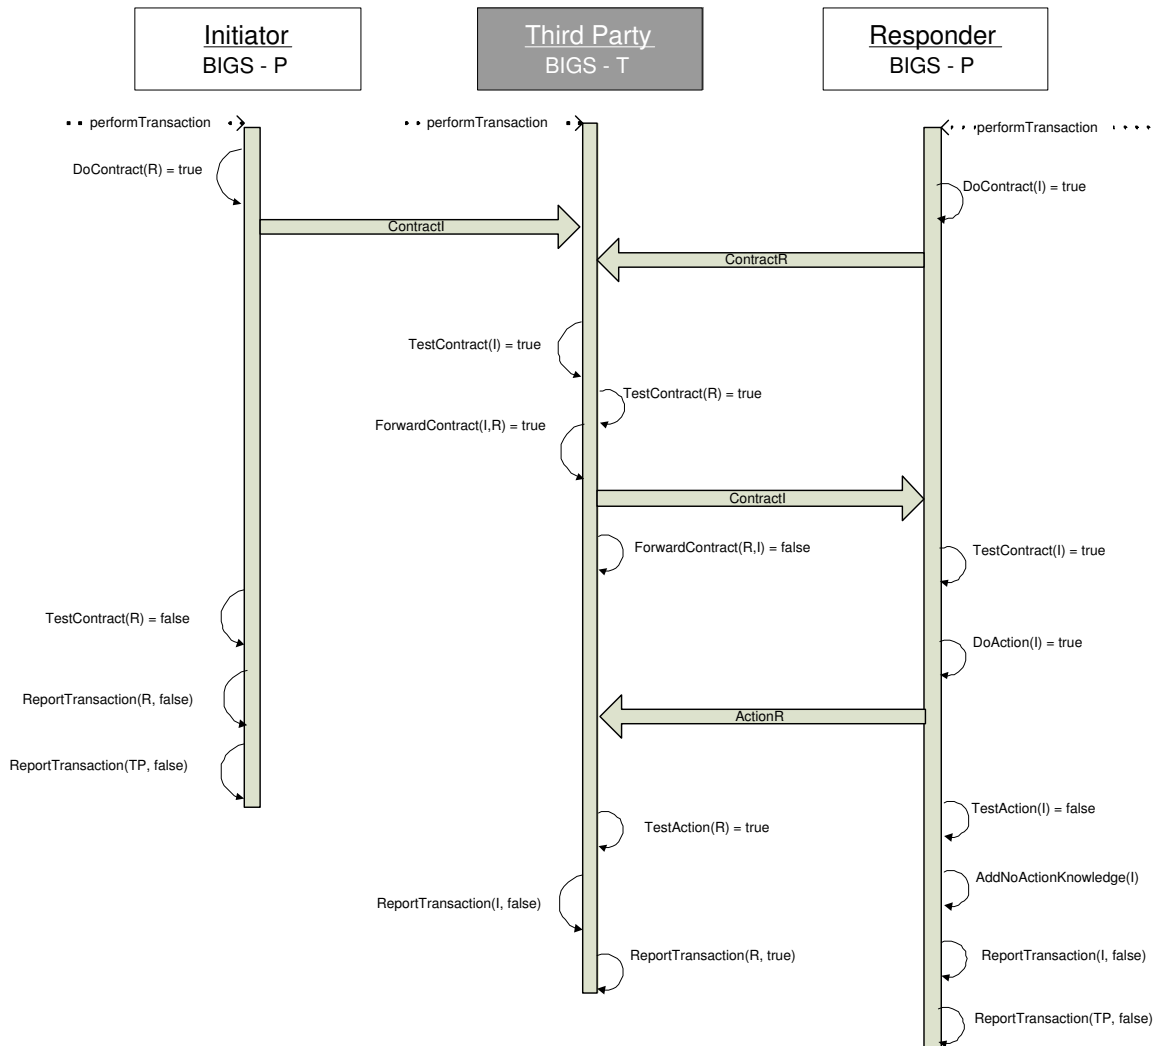 Initiator
BIGS - P
Third Party
BIGS - T
Responder
BIGS - P
performTransaction
performTransaction
performTransaction
DoContract(R) = true
DoContract(I) = true
ContractI
ContractR
TestContract(I) = true
TestContract(R) = true
ForwardContract(I,R) = true
ContractI
ForwardContract(R,I) = false
TestContract(I) = true
TestContract(R) = false
DoAction(I) = true
ReportTransaction(R, false)
ActionR
ReportTransaction(TP, false)
TestAction(I) = false
TestAction(R) = true
AddNoActionKnowledge(I)
ReportTransaction(I, false)
ReportTransaction(R, true)
ReportTransaction(I, false)
ReportTransaction(TP, false)